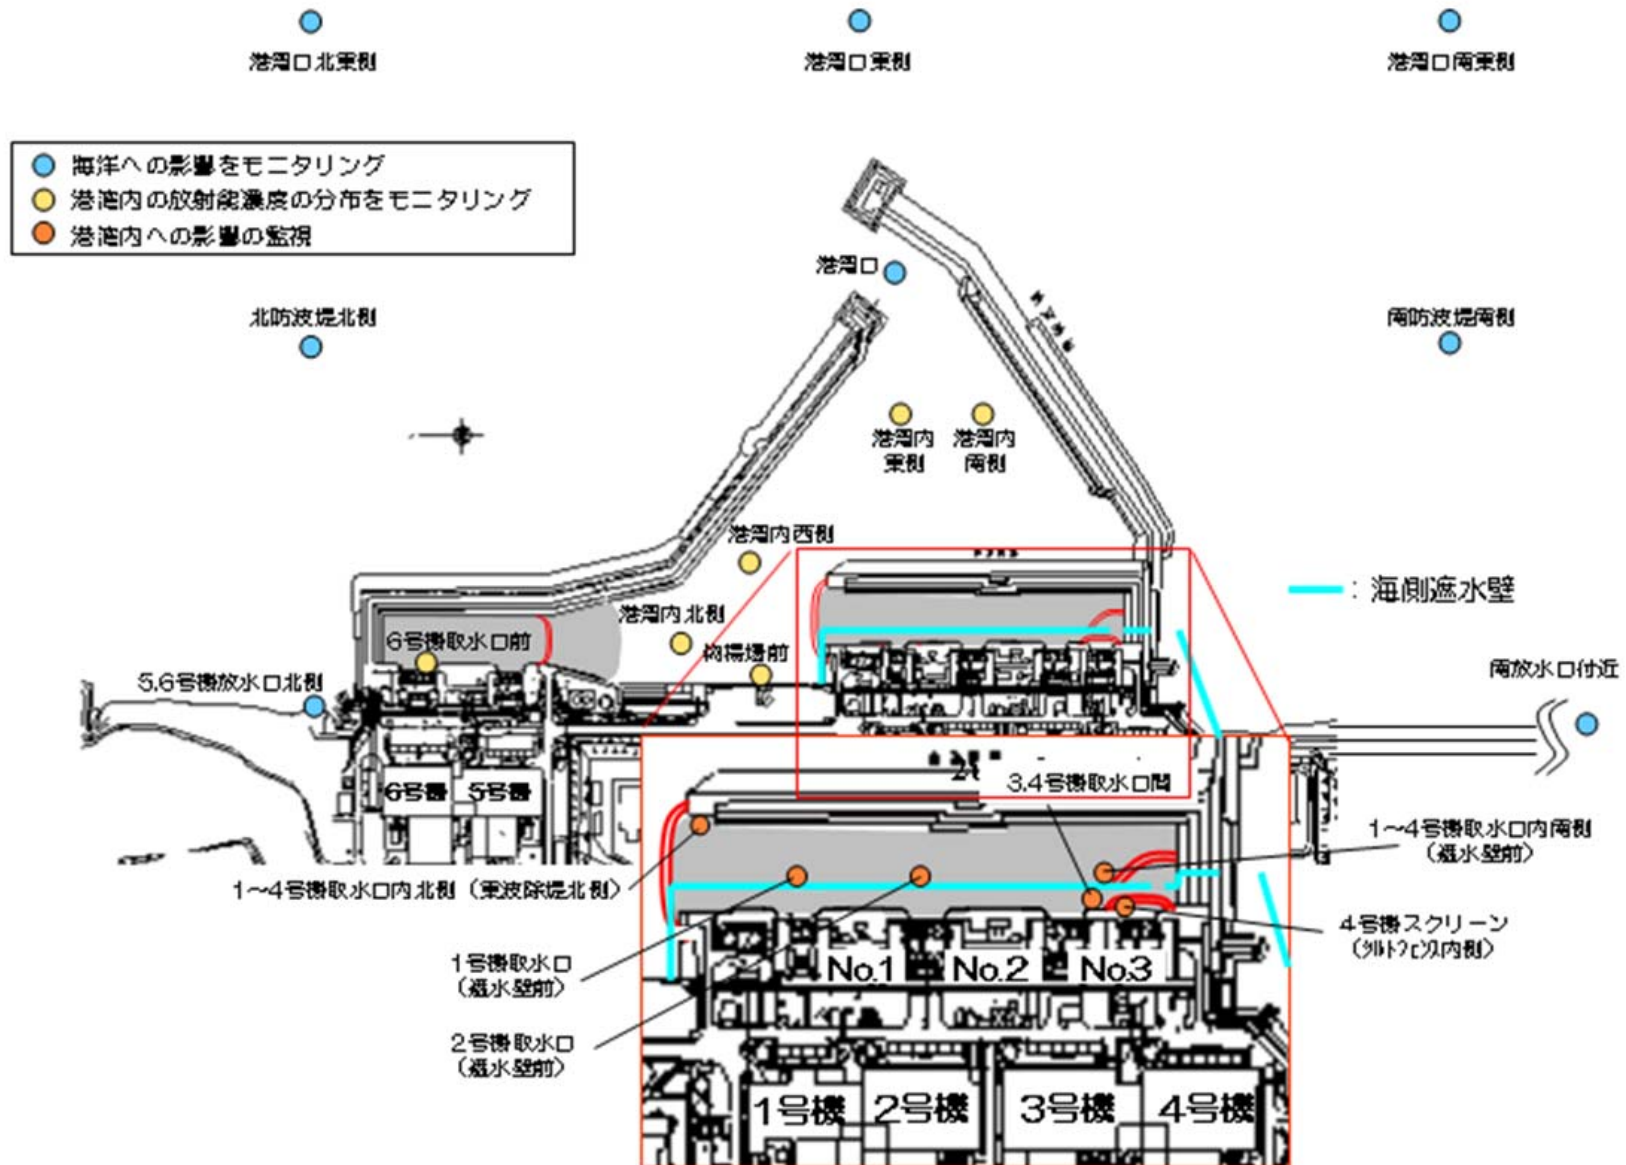 港湾口北東側
港湾口東側
港湾口南東側
海洋への影響をモニタリング
港湾内の放射能濃度の分布をモニタリング
港湾内への影響の監視
港湾口
北防波堤北側
南防波堤南側
港湾内
東側
港湾内
南側
港湾内西側
港湾内北側
：海側遮水壁
6号機取水口前
物揚場前
5,6号機放水口北側
南放水口付近
6号機
5号機
3,4号機取水口間
1～4号機取水口内南側
（遮水壁前）
1～4号機取水口内北側（東波除堤北側）
4号機スクリーン
（シルトフェンス内側）
1号機取水口
（遮水壁前）
No.1
No.2
No.3
2号機取水口
（遮水壁前）
1号機
2号機
3号機
4号機